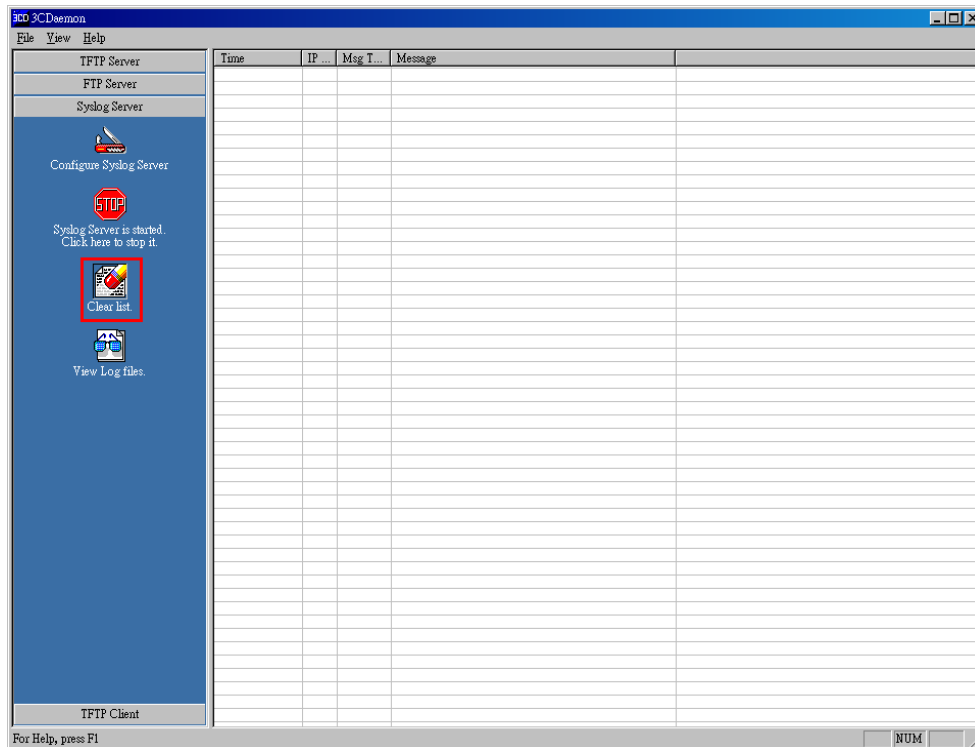 3CD 3CDaemon
File View Help
TFTP Server
FTP Server
Syslog Server
Configure Syslog Server
STOP
Syslog Server is started.
Click here to stop it.
Clear list.
View Log files.
TFTP Client
Time IP ... Msg T... Message
For Help, press F1
NUM